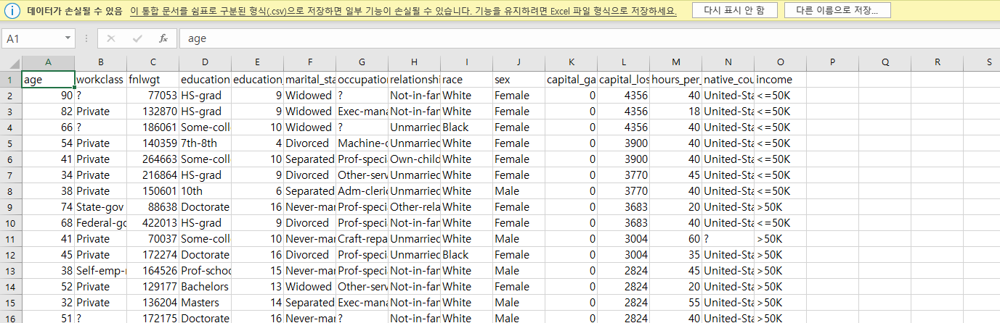 데이터가 손실될 수 있음 이 통합 문서를 쉼표로 구분된 형식(.csv)으로 저장하면 일부 기능이 손실될 수 있습니다. 기능을 유지하려면 Excel 파일 형식으로 저장하세요. 다시 표시 안 함 다른 이름으로 저장...
A1 fx age
A B C D E F G H I J K L M N O P Q R S
1 age workclass fnlwgt education education_ marital_sta occupation relationshi race sex capital_ga capital_los hours_per_ native_cou income
2 90 ? 77053 HS-grad 9 Widowed ? Not-in-fam White Female 0 4356 40 United-Sta <=50K
3 82 Private 132870 HS-grad 9 Widowed Exec-mana Not-in-fam White Female 0 4356 18 United-Sta <=50K
4 66 ? 186061 Some-coll 10 Widowed ? Unmarried Black Female 0 4356 40 United-Sta <=50K
5 54 Private 140359 7th-8th 4 Divorced Machine-o Unmarried White Female 0 3900 40 United-Sta <=50K
6 41 Private 264663 Some-coll 10 Separated Prof-speci Own-child White Female 0 3900 40 United-Sta <=50K
7 34 Private 216864 HS-grad 9 Divorced Other-serv Unmarried White Female 0 3770 45 United-Sta <=50K
8 38 Private 150601 10th 6 Separated Adm-cleric Unmarried White Male 0 3770 40 United-Sta <=50K
9 74 State-gov 88638 Doctorate 16 Never-mar Prof-speci Other-rela White Female 0 3683 20 United-Sta >50K
10 68 Federal-go 422013 HS-grad 9 Divorced Prof-speci Not-in-fam White Female 0 3683 40 United-Sta <=50K
11 41 Private 70037 Some-coll 10 Never-mar Craft-repa Unmarried White Male 0 3004 60 ? >50K
12 45 Private 172274 Doctorate 16 Divorced Prof-speci Unmarried Black Female 0 3004 35 United-Sta >50K
13 38 Self-emp-n 164526 Prof-schoo 15 Never-mar Prof-speci Not-in-fam White Male 0 2824 45 United-Sta >50K
14 52 Private 129177 Bachelors 13 Widowed Other-serv Not-in-fam White Female 0 2824 20 United-Sta >50K
15 32 Private 136204 Masters 14 Separated Exec-mana Not-in-fam White Male 0 2824 55 United-Sta >50K
16 51 ? 172175 Doctorate 16 Never-mar ? Not-in-fam White Male 0 2824 40 United-Sta >50K